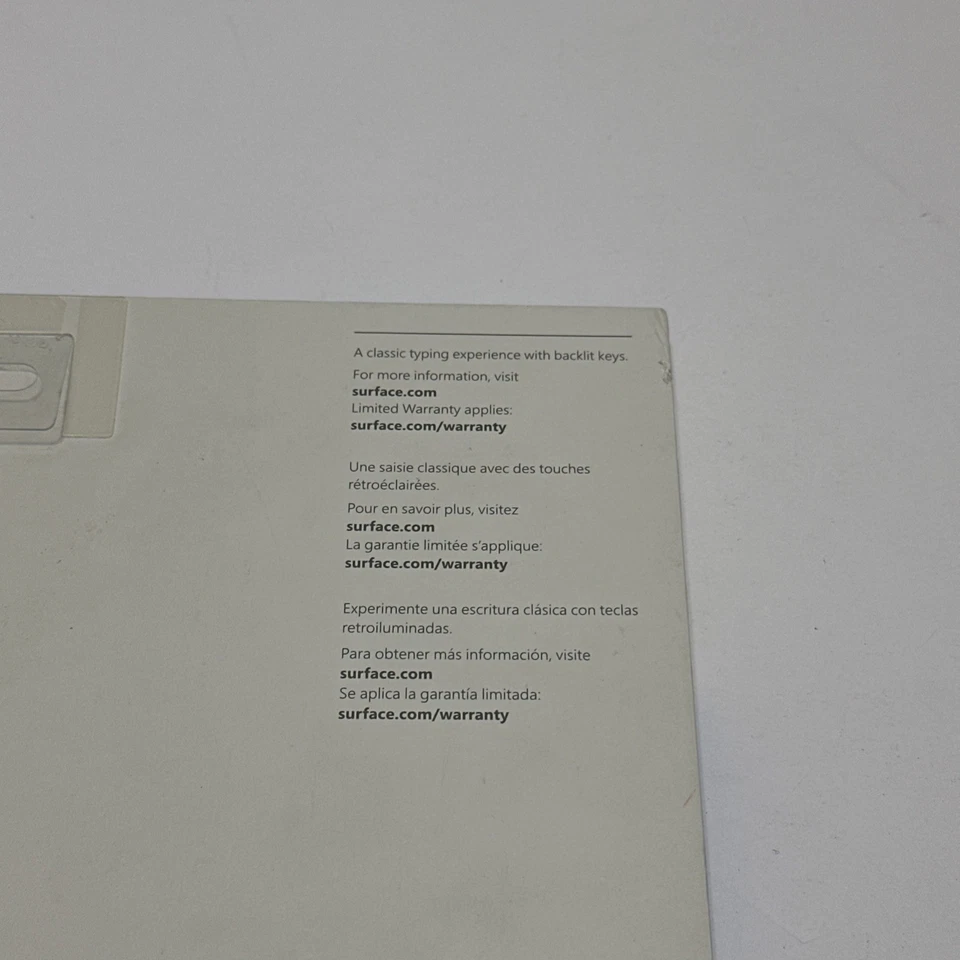 A classic typing experience with backlit keys.
For more information, visit
surface.com
Limited Warranty applies:
surface.com/warranty
Une saisie classique avec des touches
rétroéclairées.
Pour en savoir plus, visitez
surface.com
La garantie limitée s'applique:
surface.com/warranty
Experimente una escritura clásica con teclas
retroiluminadas.
Para obtener más información, visite
surface.com
Se aplica la garantía limitada:
surface.com/warranty